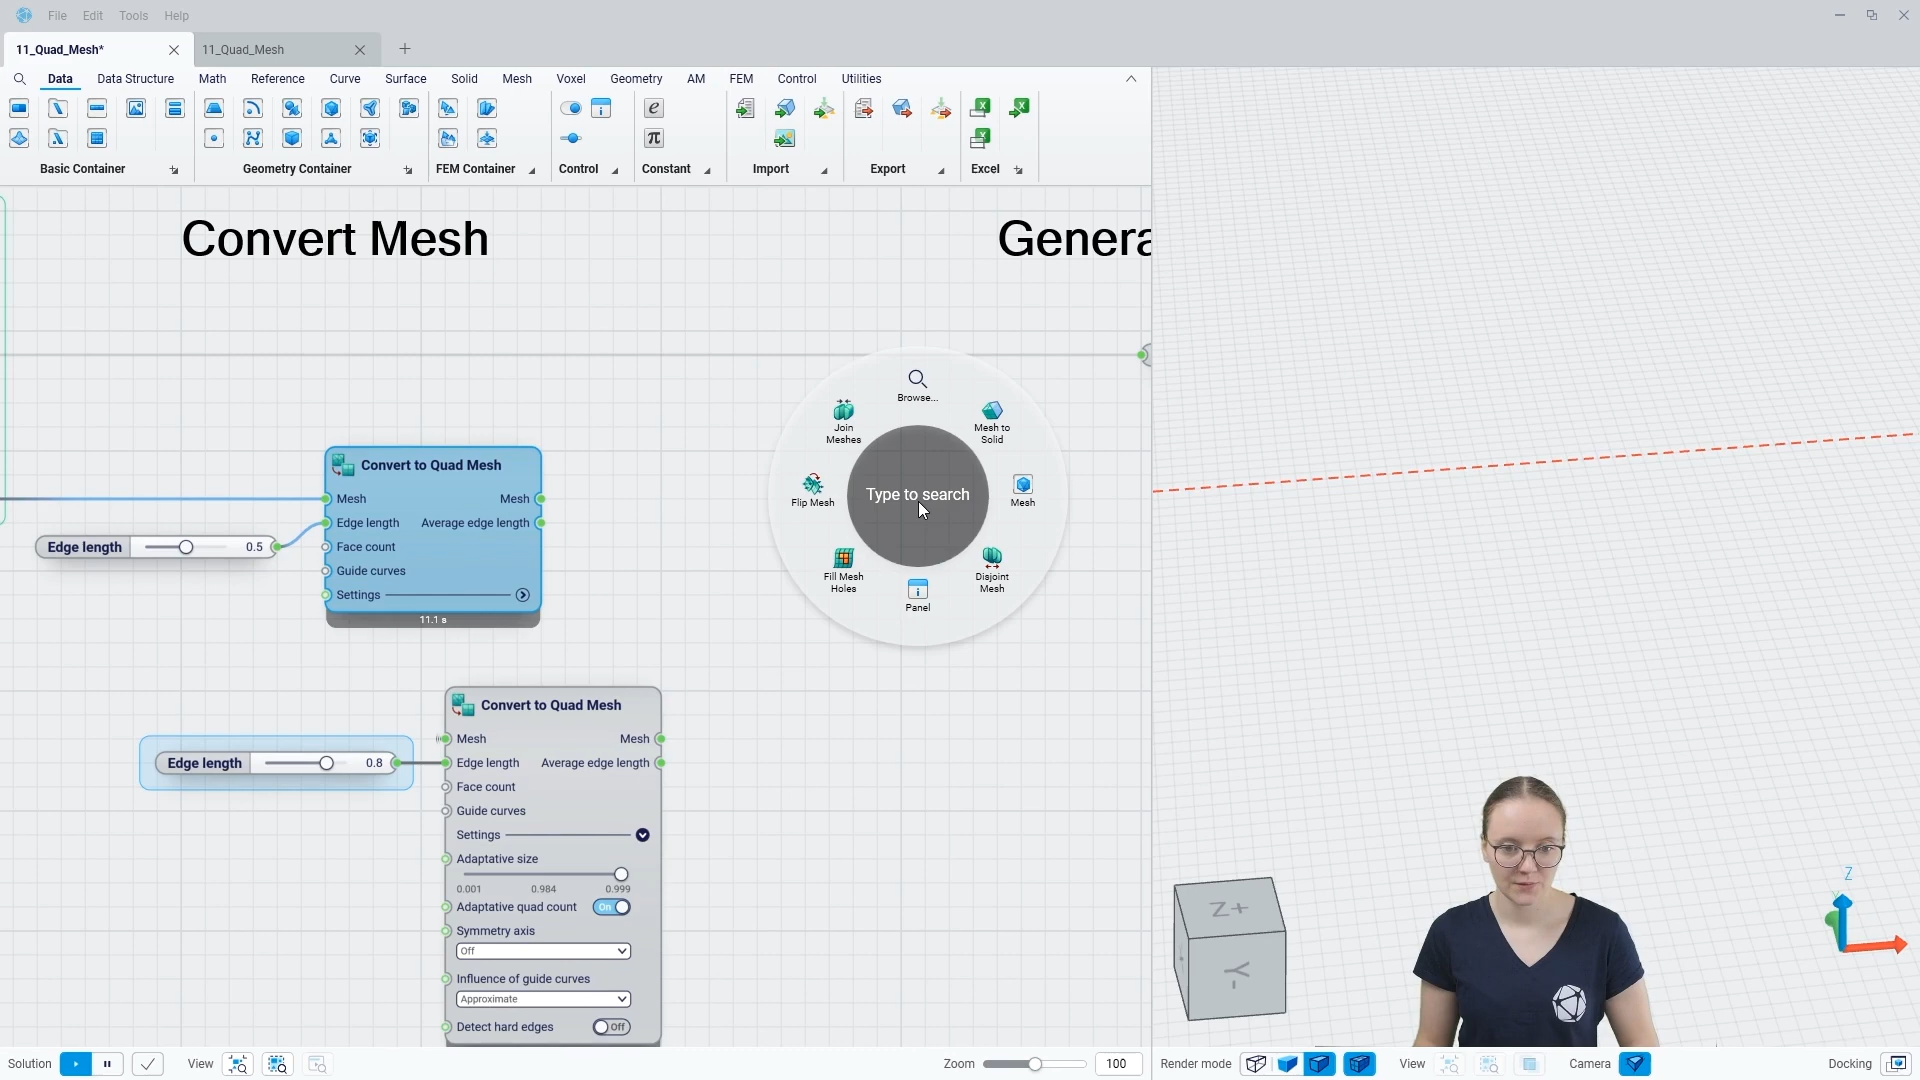 File Edit Tools Help
11_Quad_Mesh*
11_Quad_Mesh
Data Data Structure Math Reference Curve Surface Solid Mesh Voxel Geometry AM FEM Control Utilities
Basic Container
Geometry Container
FEM Container
Control
Constant
Import
Export
Excel
Convert Mesh
Genera
Browse...
Join
Meshes
Mesh to
Solid
Flip Mesh
Type to search
Mesh
Fill Mesh
Holes
Panel
Disjoint
Mesh
Convert to Quad Mesh
Mesh Mesh
Edge length Average edge length
Face count
Guide curves
Settings
11.1 s
Edge length 0.5
Convert to Quad Mesh
Mesh Mesh
Edge length Average edge length
Face count
Guide curves
Settings
Adaptative size
0.001 0.984 0.999
Adaptative quad count On
Symmetry axis
Off
Influence of guide curves
Approximate
Detect hard edges Off
Edge length 0.8
Z+
Y-
Z
Solution View Zoom 100 Render mode View Camera Docking